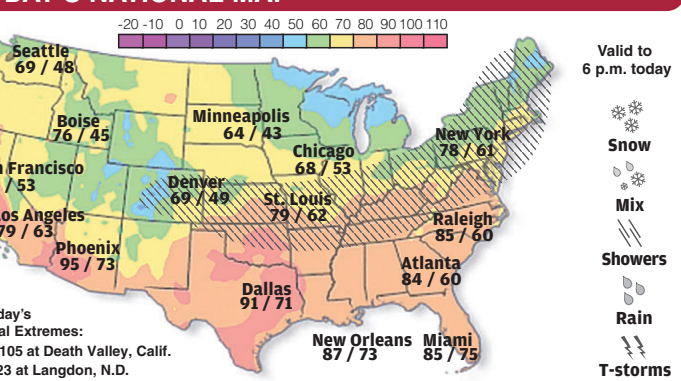 NATIONAL MAP
-20 -10 0 10 20 30 40 50 60 70 80 90 100 110
Valid to
6 p.m. today
Seattle
69 / 48
Boise
76 / 45
Minneapolis
64 / 43
Chicago
68 / 53
New York
78 / 61
Francisco
/ 53
Denver
69 / 49
St. Louis
79 / 62
os Angeles
79 / 63
Phoenix
95 / 73
Raleigh
85 / 60
Atlanta
84 / 60
Dallas
91 / 71
New Orleans
87 / 73
Miami
85 / 75
day's
al Extremes:
105 at Death Valley, Calif.
23 at Langdon, N.D.
Snow
Mix
Showers
Rain
T-storms